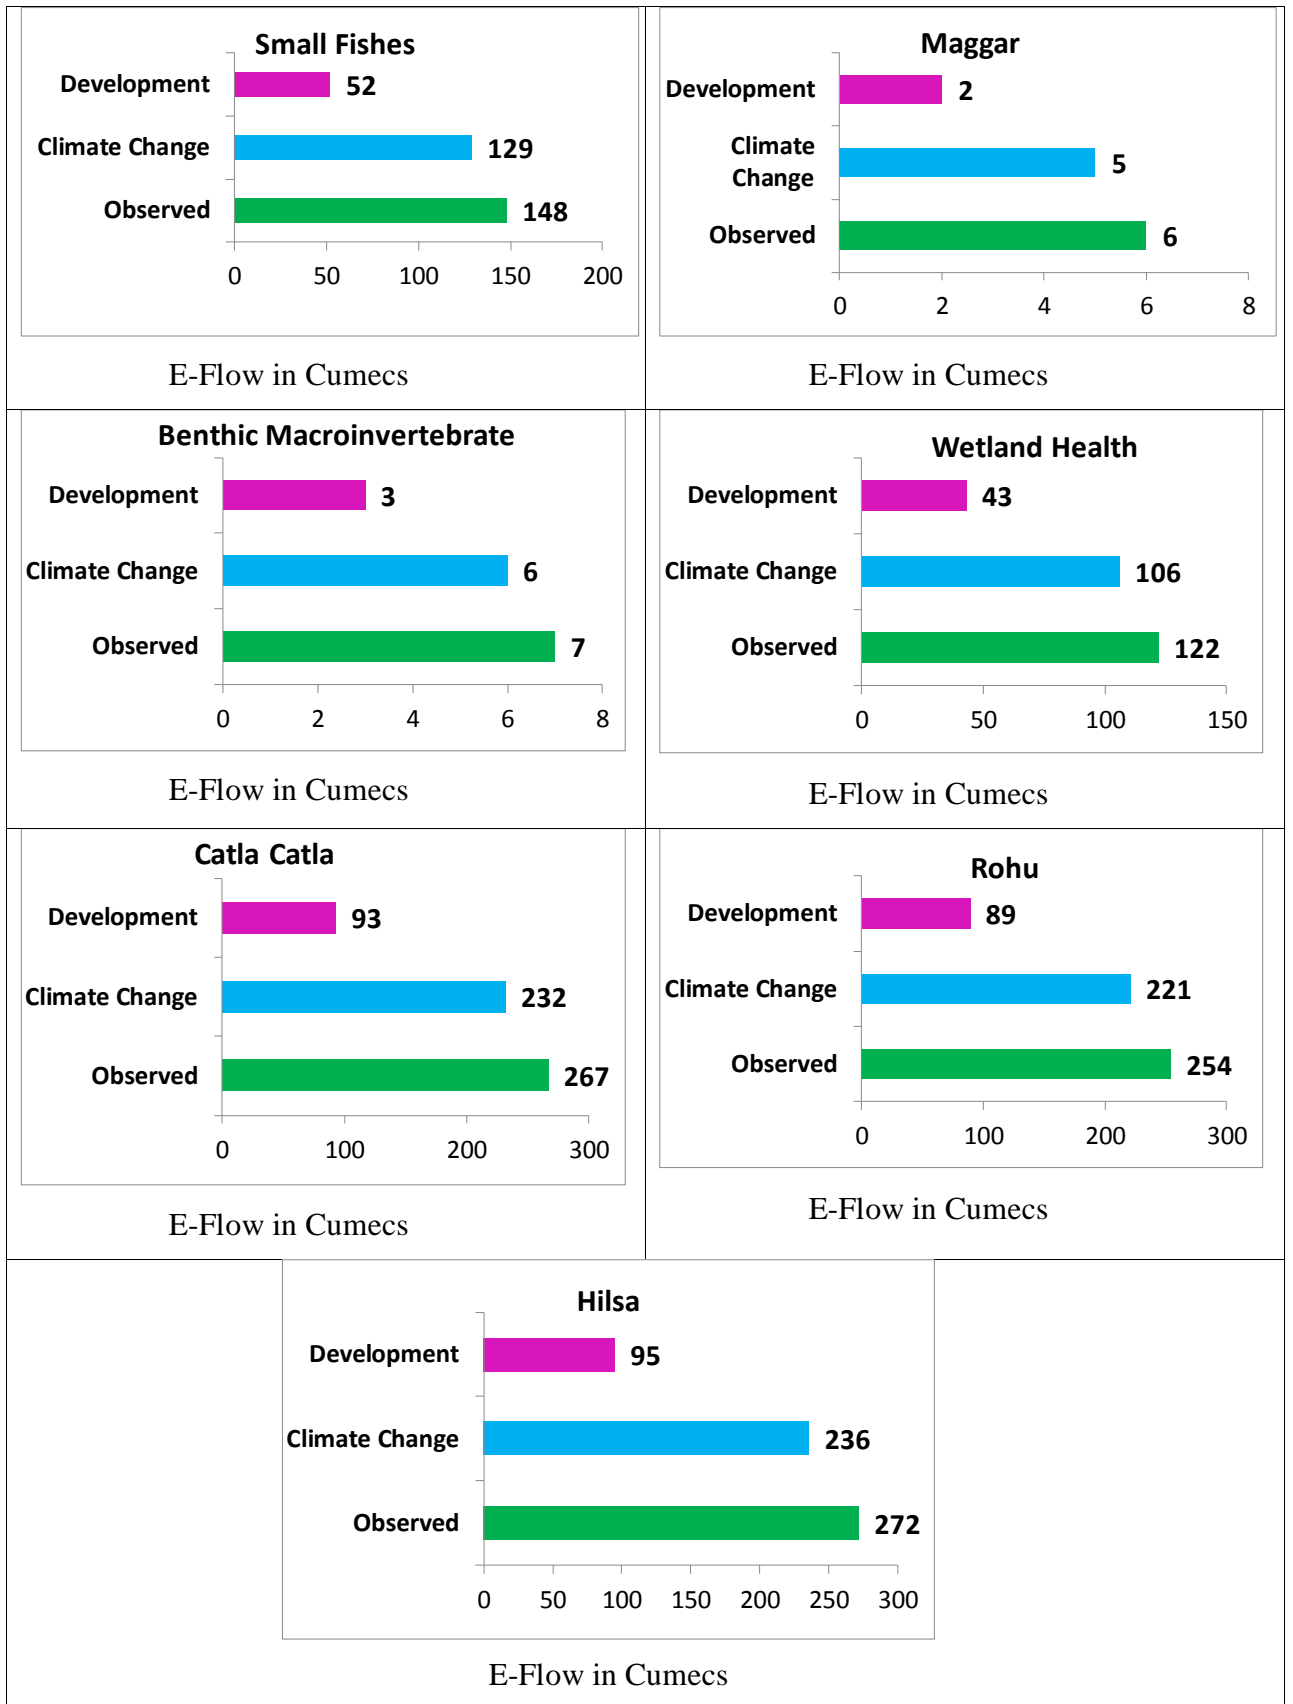 Small Fishes
Development 52
Climate Change 129
Observed 148
0 50 100 150 200
E-Flow in Cumecs
Maggar
Development 2
Climate
Change 5
Observed 6
0 2 4 6 8
E-Flow in Cumecs
Benthic Macroinvertebrate
Development 3
Climate Change 6
Observed 7
0 2 4 6 8
E-Flow in Cumecs
Wetland Health
Development 43
Climate Change 106
Observed 122
0 50 100 150
E-Flow in Cumecs
Catla Catla
Development 93
Climate Change 232
Observed 267
0 100 200 300
E-Flow in Cumecs
Rohu
Development 89
Climate Change 221
Observed 254
0 100 200 300
E-Flow in Cumecs
Hilsa
Development 95
Climate Change 236
Observed 272
0 50 100 150 200 250 300
E-Flow in Cumecs